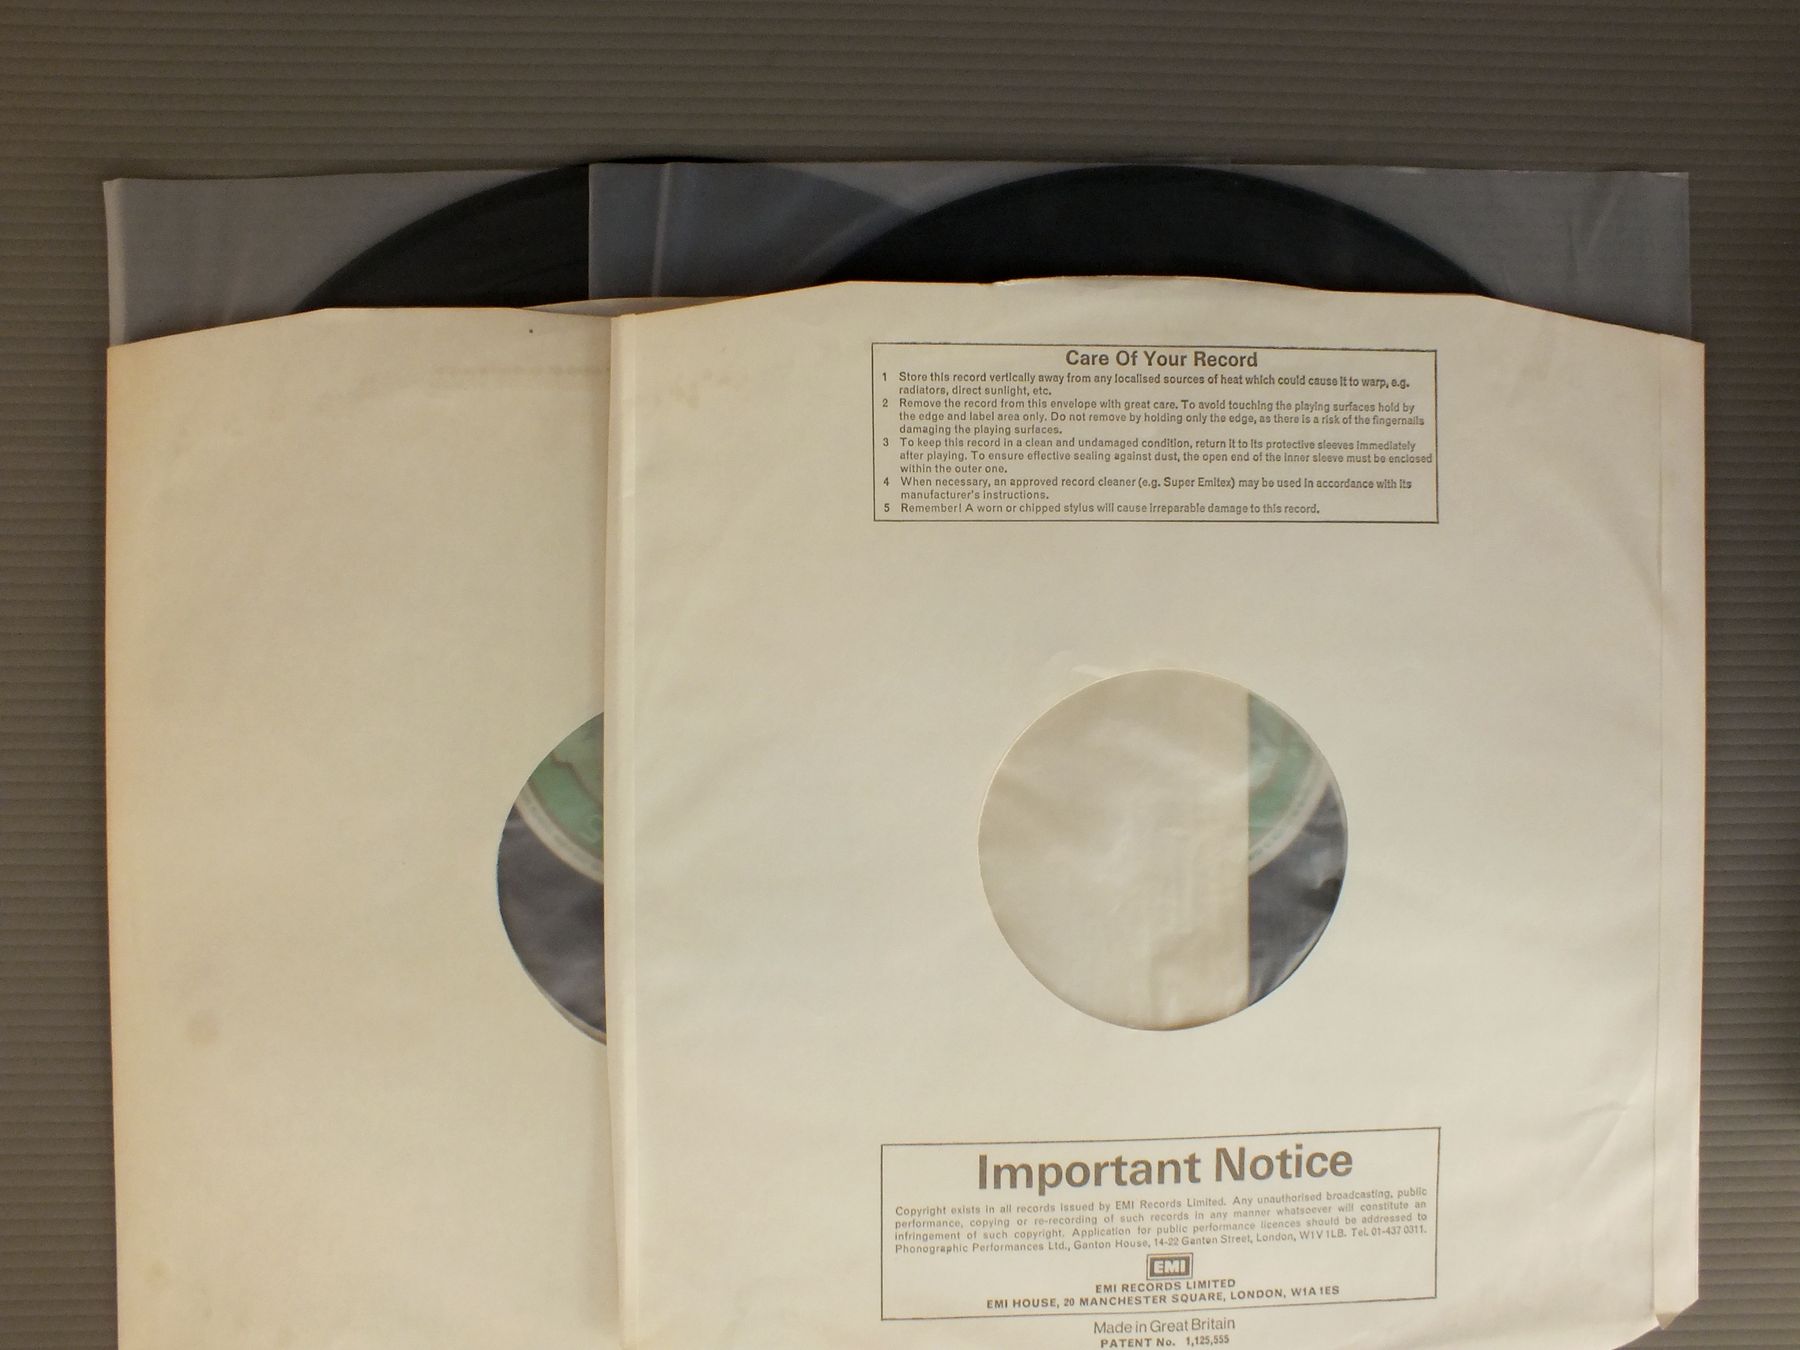 Care Of Your Record
1 Store this record vertically away from any localised sources of heat which could cause it to warp, e.g.
radiators, direct sunlight, etc.
2 Remove the record from this envelope with great care. To avoid touching the playing surfaces hold by
the edge and label area only. Do not remove by holding only the edge, as there is a risk of the fingernails
damaging the playing surfaces.
3 To keep this record in a clean and undamaged condition, return it to its protective sleeves immediately
after playing. To ensure effective sealing against dust, the open end of the inner sleeve must be enclosed
within the outer one.
4 When necessary, an approved record cleaner (e.g. Super Emitex) may be used in accordance with its
manufacturer's instructions.
5 Remember! A worn or chipped stylus will cause irreparable damage to this record.
Important Notice
Copyright exists in all records issued by EMI Records Limited. Any unauthorised broadcasting, public
performance, copying or re-recording of such records in any manner whatsoever will constitute an
infringement of such copyright. Application for public performance licences should be addressed to
Phonographic Performances Ltd., Ganton House, 14-22 Ganton Street, London, W1V 1LB. Tel. 01-437 0311.
EMI
EMI RECORDS LIMITED
EMI HOUSE, 20 MANCHESTER SQUARE, LONDON, W1A 1ES
Made in Great Britain
PATENT No. 1,125,555